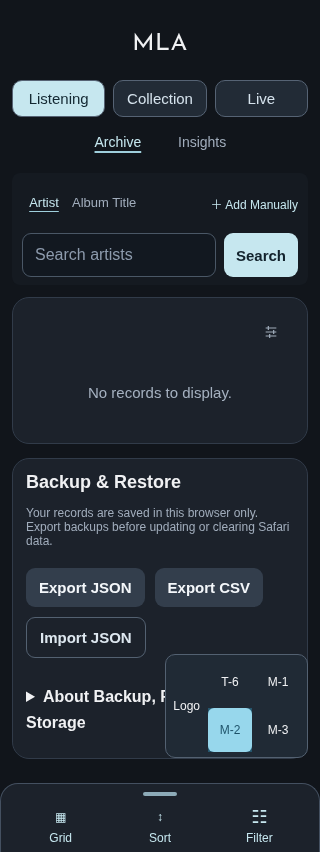 MLA
Listening Collection Live
Archive Insights
Artist Album Title + Add Manually
Search artists Search
No records to display.
Backup & Restore
Your records are saved in this browser only.
Export backups before updating or clearing Safari
data.
Export JSON Export CSV
Import JSON
About Backup,
Storage
T-6 M-1
Logo
M-2 M-3
Grid Sort Filter